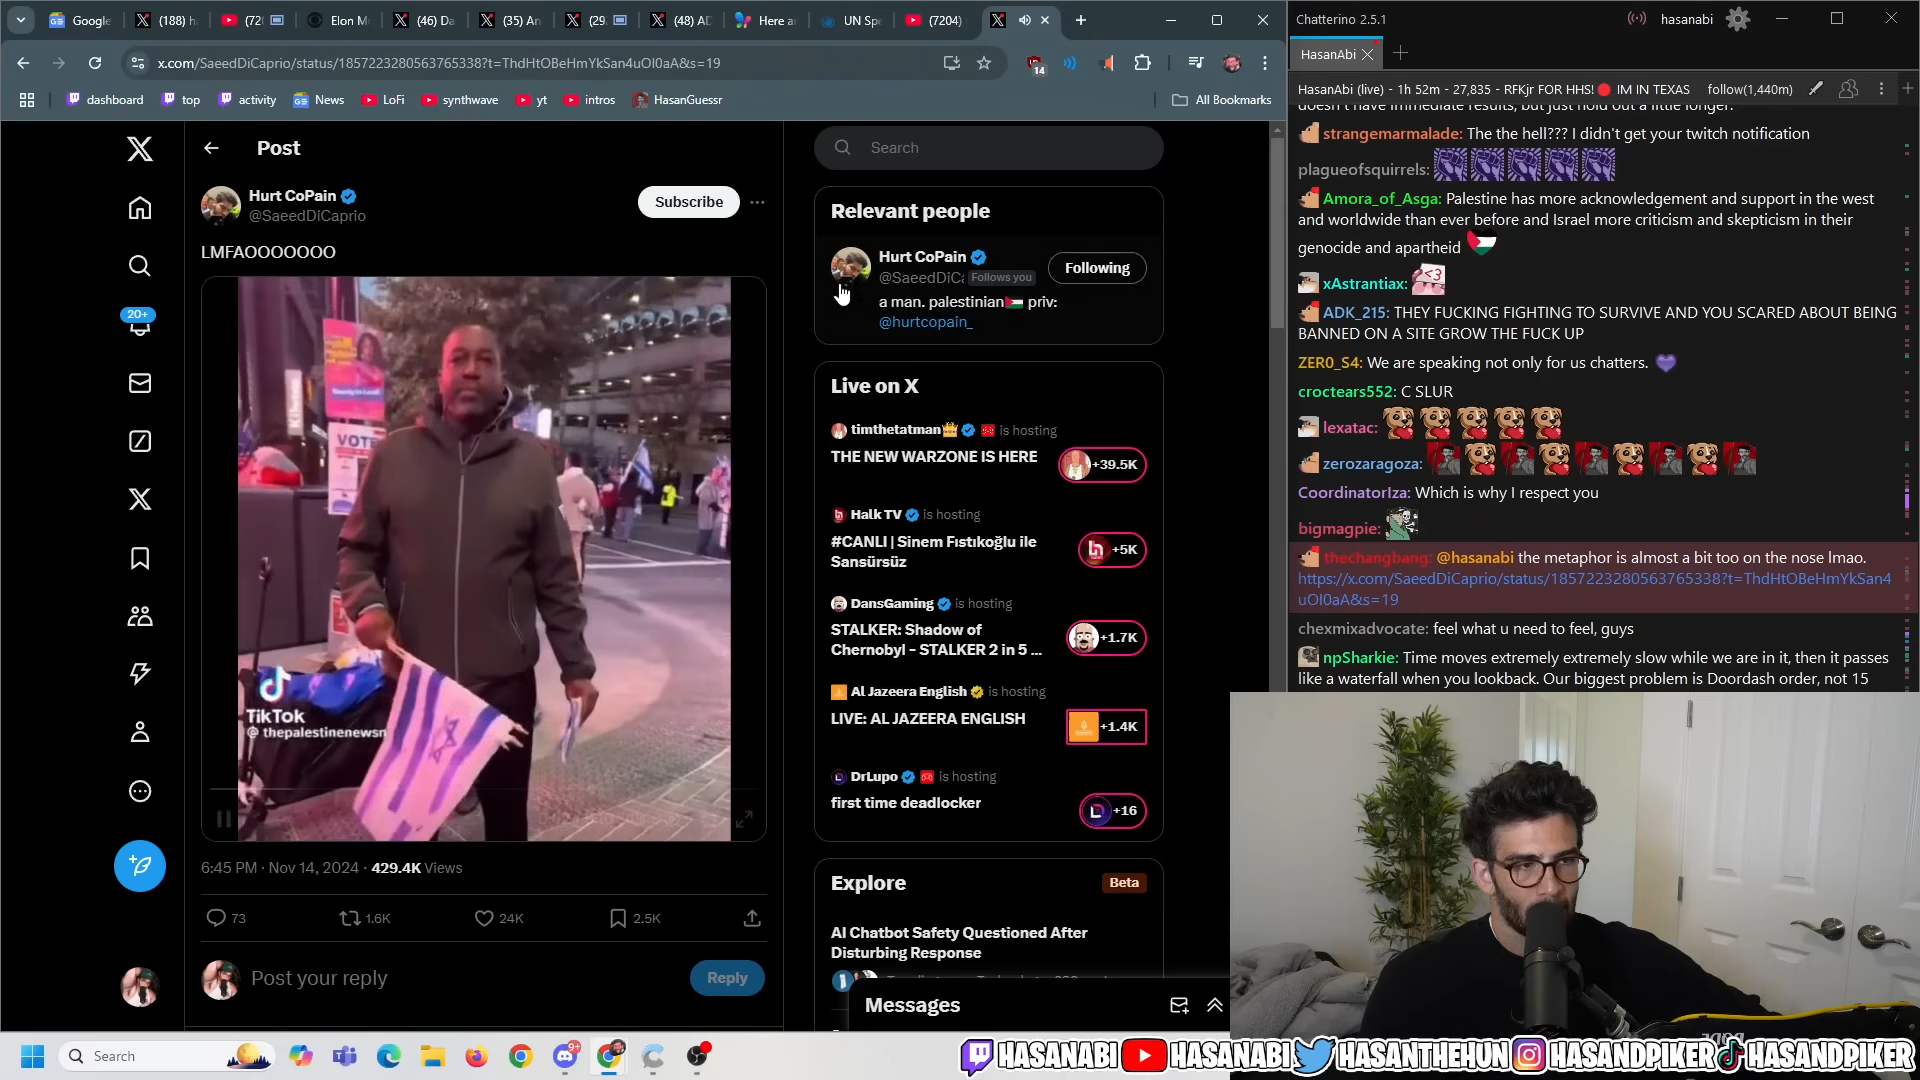 Google
(188) h
(720
Elon M
(46) Da
(35) An
(29.
(48) AD
Here ar
UN Spe
(7204)
x.com/SaeedDiCaprio/status/1857223280563765338?t=ThdHtOBeHmYkSan4uOI0aA&s=19
14
dashboard
top
activity
News
LoFi
synthwave
yt
intros
HasanGuessr
All Bookmarks
Post
Hurt CoPain
@SaeedDiCaprio
Subscribe
LMFAOOOOOOO
20+
VOTE
TikTok
@ thepalestinenewsn
6:45 PM · Nov 14, 2024 · 429.4K Views
73
1.6K
24K
2.5K
Post your reply
Reply
Search
Relevant people
Hurt CoPain
@SaeedDiCa
Follows you
Following
a man. palestinian priv:
@hurtcopain_
Live on X
timthetatman is hosting
THE NEW WARZONE IS HERE
+39.5K
Halk TV is hosting
#CANLI | Sinem Fıstıkoğlu ile
Sansürsüz
+5K
DansGaming is hosting
STALKER: Shadow of
Chernobyl - STALKER 2 in 5 ...
+1.7K
Al Jazeera English is hosting
LIVE: AL JAZEERA ENGLISH
+1.4K
DrLupo is hosting
first time deadlocker
+16
Explore
Beta
AI Chatbot Safety Questioned After
Disturbing Response
Messages
Chatterino 2.5.1
hasanabi
HasanAbi
HasanAbi (live) - 1h 52m - 27,835 - RFKjr FOR HHS! IM IN TEXAS
follow(1,440m)
doesn't have immediate results, but just hold out a little longer.
strangemarmalade: The the hell??? I didn't get your twitch notification
plagueofsquirrels:
Amora_of_Asga: Palestine has more acknowledgement and support in the west
and worldwide than ever before and Israel more criticism and skepticism in their
genocide and apartheid
xAstrantiax:
<3
ADK_215: THEY FUCKING FIGHTING TO SURVIVE AND YOU SCARED ABOUT BEING
BANNED ON A SITE GROW THE FUCK UP
ZER0_S4: We are speaking not only for us chatters.
croctears552: C SLUR
lexatac:
zerozaragoza:
CoordinatorIza: Which is why I respect you
bigmagpie:
thechangbang: @hasanabi the metaphor is almost a bit too on the nose lmao.
https://x.com/SaeedDiCaprio/status/1857223280563765338?t=ThdHtOBeHmYkSan4
uOI0aA&s=19
chexmixadvocate: feel what u need to feel, guys
npSharkie: Time moves extremely extremely slow while we are in it, then it passes
like a waterfall when you lookback. Our biggest problem is Doordash order, not 15
Search
9+
HASANABI
HASANABI
HASANTHEHUN
HASANDPIKER
HASANDPIKER